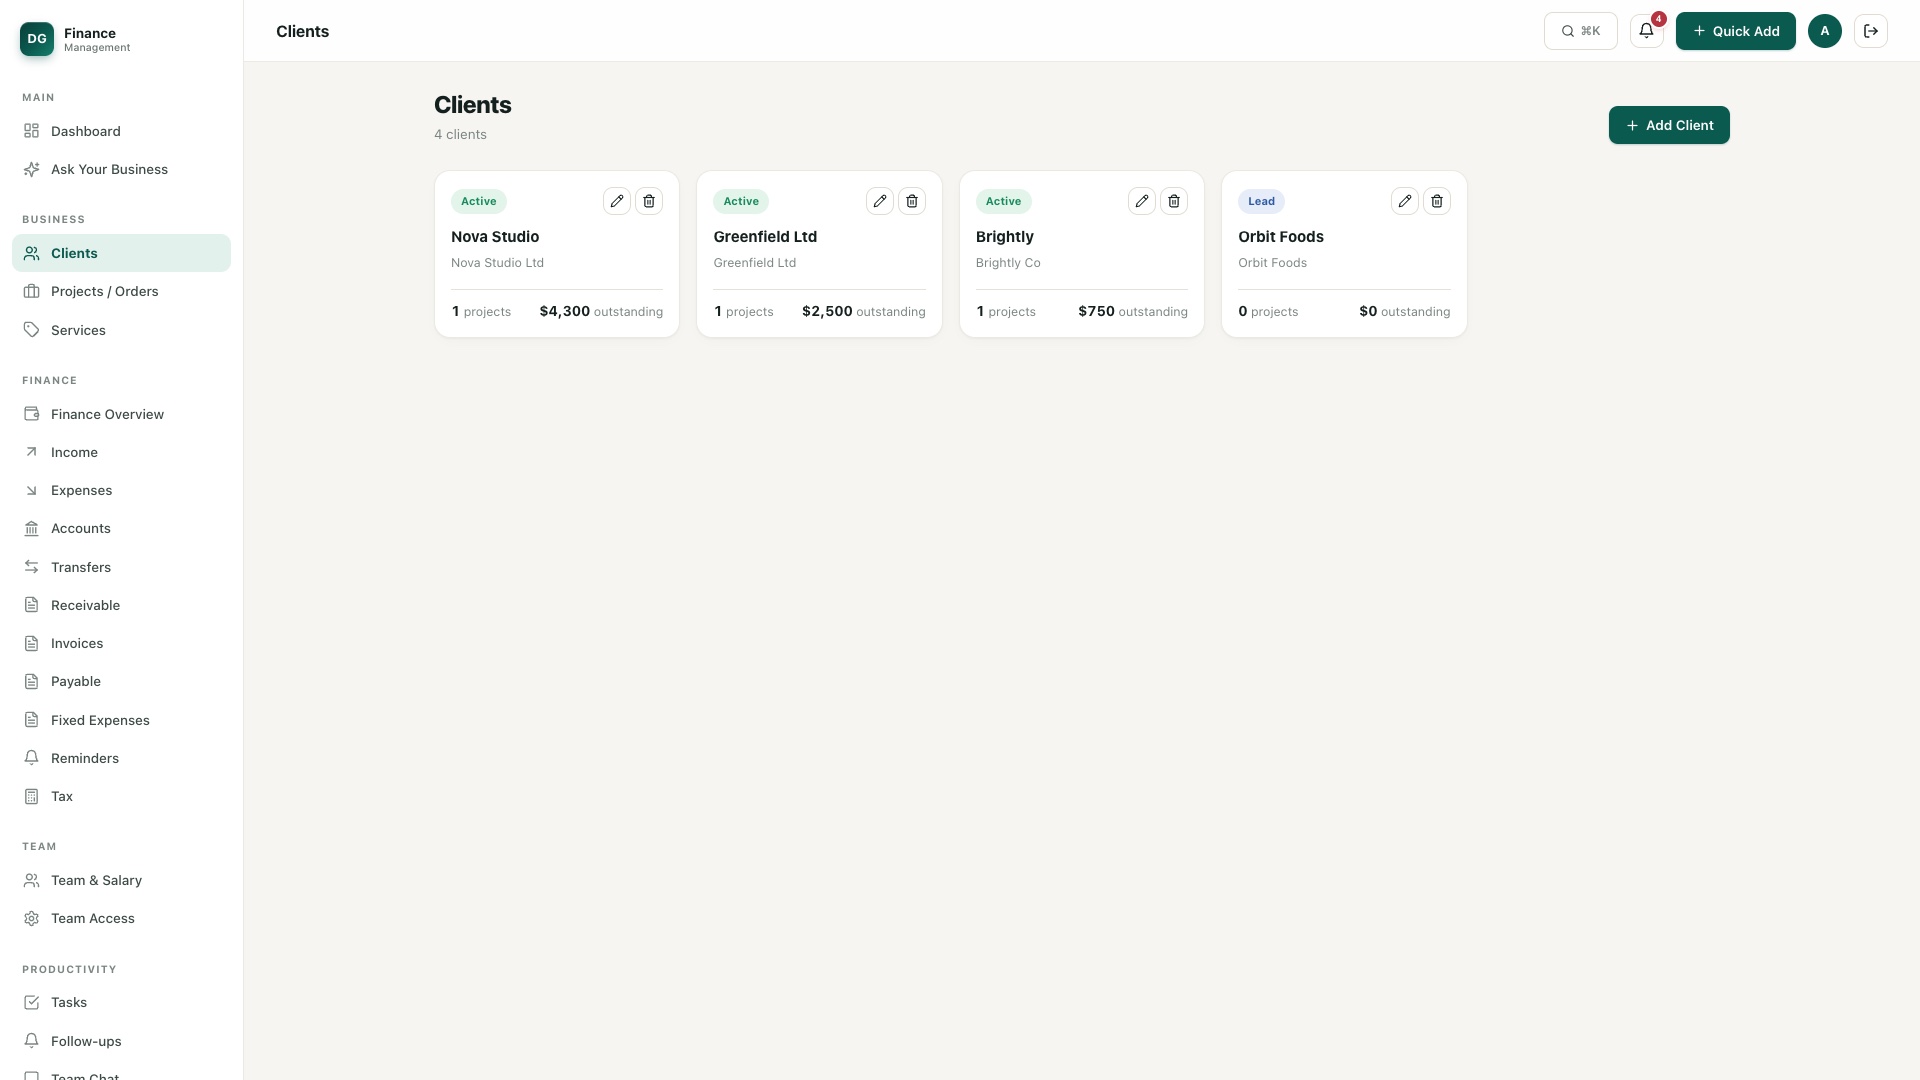 DG
Finance
Management
MAIN
Dashboard
Ask Your Business
BUSINESS
Clients
Projects / Orders
Services
FINANCE
Finance Overview
Income
Expenses
Accounts
Transfers
Receivable
Invoices
Payable
Fixed Expenses
Reminders
Tax
TEAM
Team & Salary
Team Access
PRODUCTIVITY
Tasks
Follow-ups
Team Chat
Clients
⌘K
4
+ Quick Add
A
Clients
4 clients
+ Add Client
Active
Nova Studio
Nova Studio Ltd
1 projects $4,300 outstanding
Active
Greenfield Ltd
Greenfield Ltd
1 projects $2,500 outstanding
Active
Brightly
Brightly Co
1 projects $750 outstanding
Lead
Orbit Foods
Orbit Foods
0 projects $0 outstanding